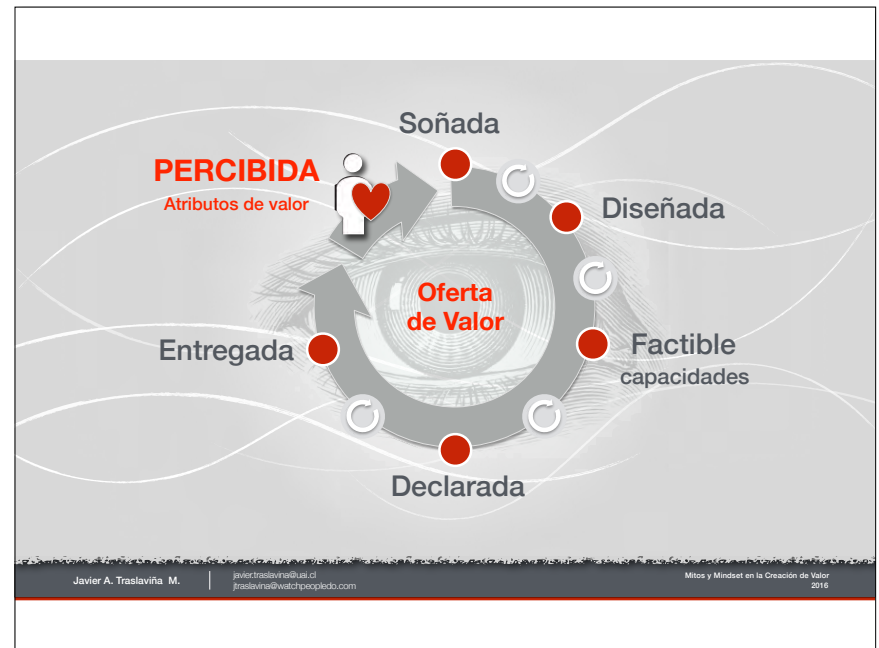 Soñada
PERCIBIDA
Atributos de valor
Diseñada
Oferta
de Valor
Entregada
Factible
capacidades
Declarada
Javier A. Traslaviña M.
javier.traslavina@uai.cl
jtraslavina@watchpeopledo.com
Mitos y Mindset en la Creación de Valor
2016